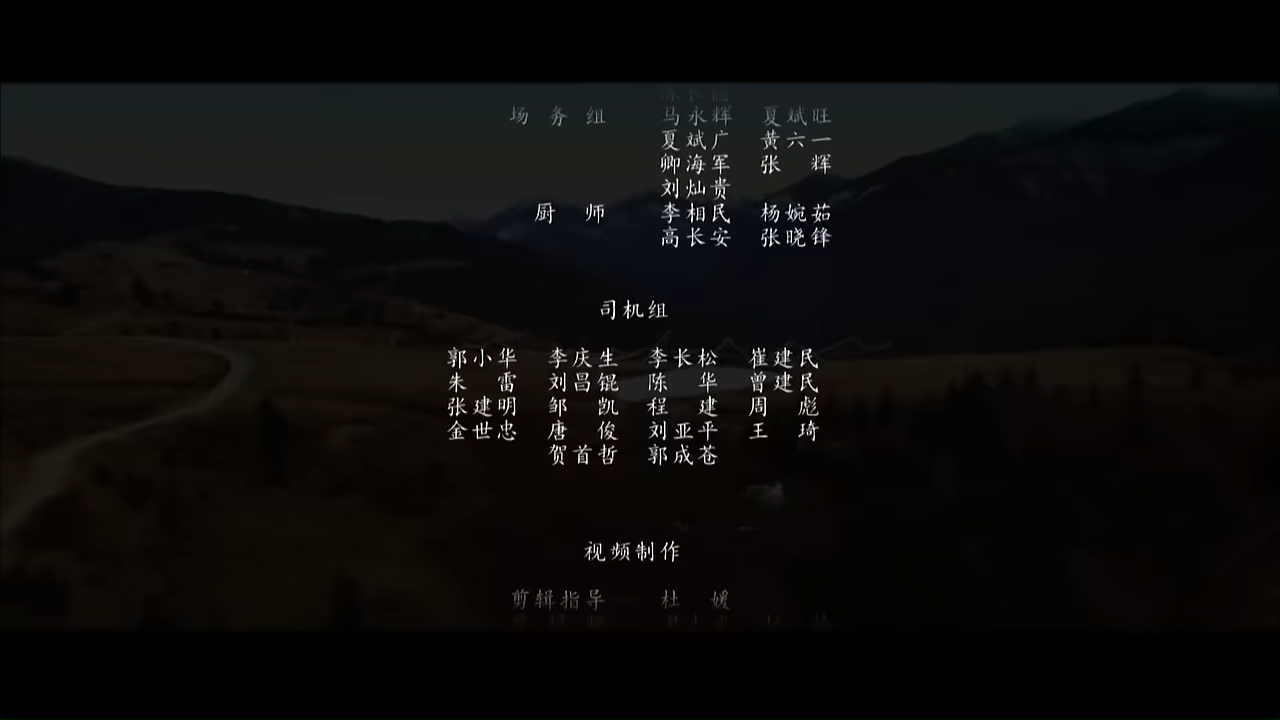 场务组 马永辉 夏斌旺
夏斌广 黄六一
卿海军 张辉
刘灿贵
厨师 李相民 杨婉茹
高长安 张晓锋
司机组
郭小华 李庆生 李长松 崔建民
朱雷 刘昌锟 陈华 曾建民
张建明 邹凯 程建 周彪
金世忠 唐俊 刘亚平 王琦
贺首哲 郭成苍
视频制作
剪辑指导 杜媛